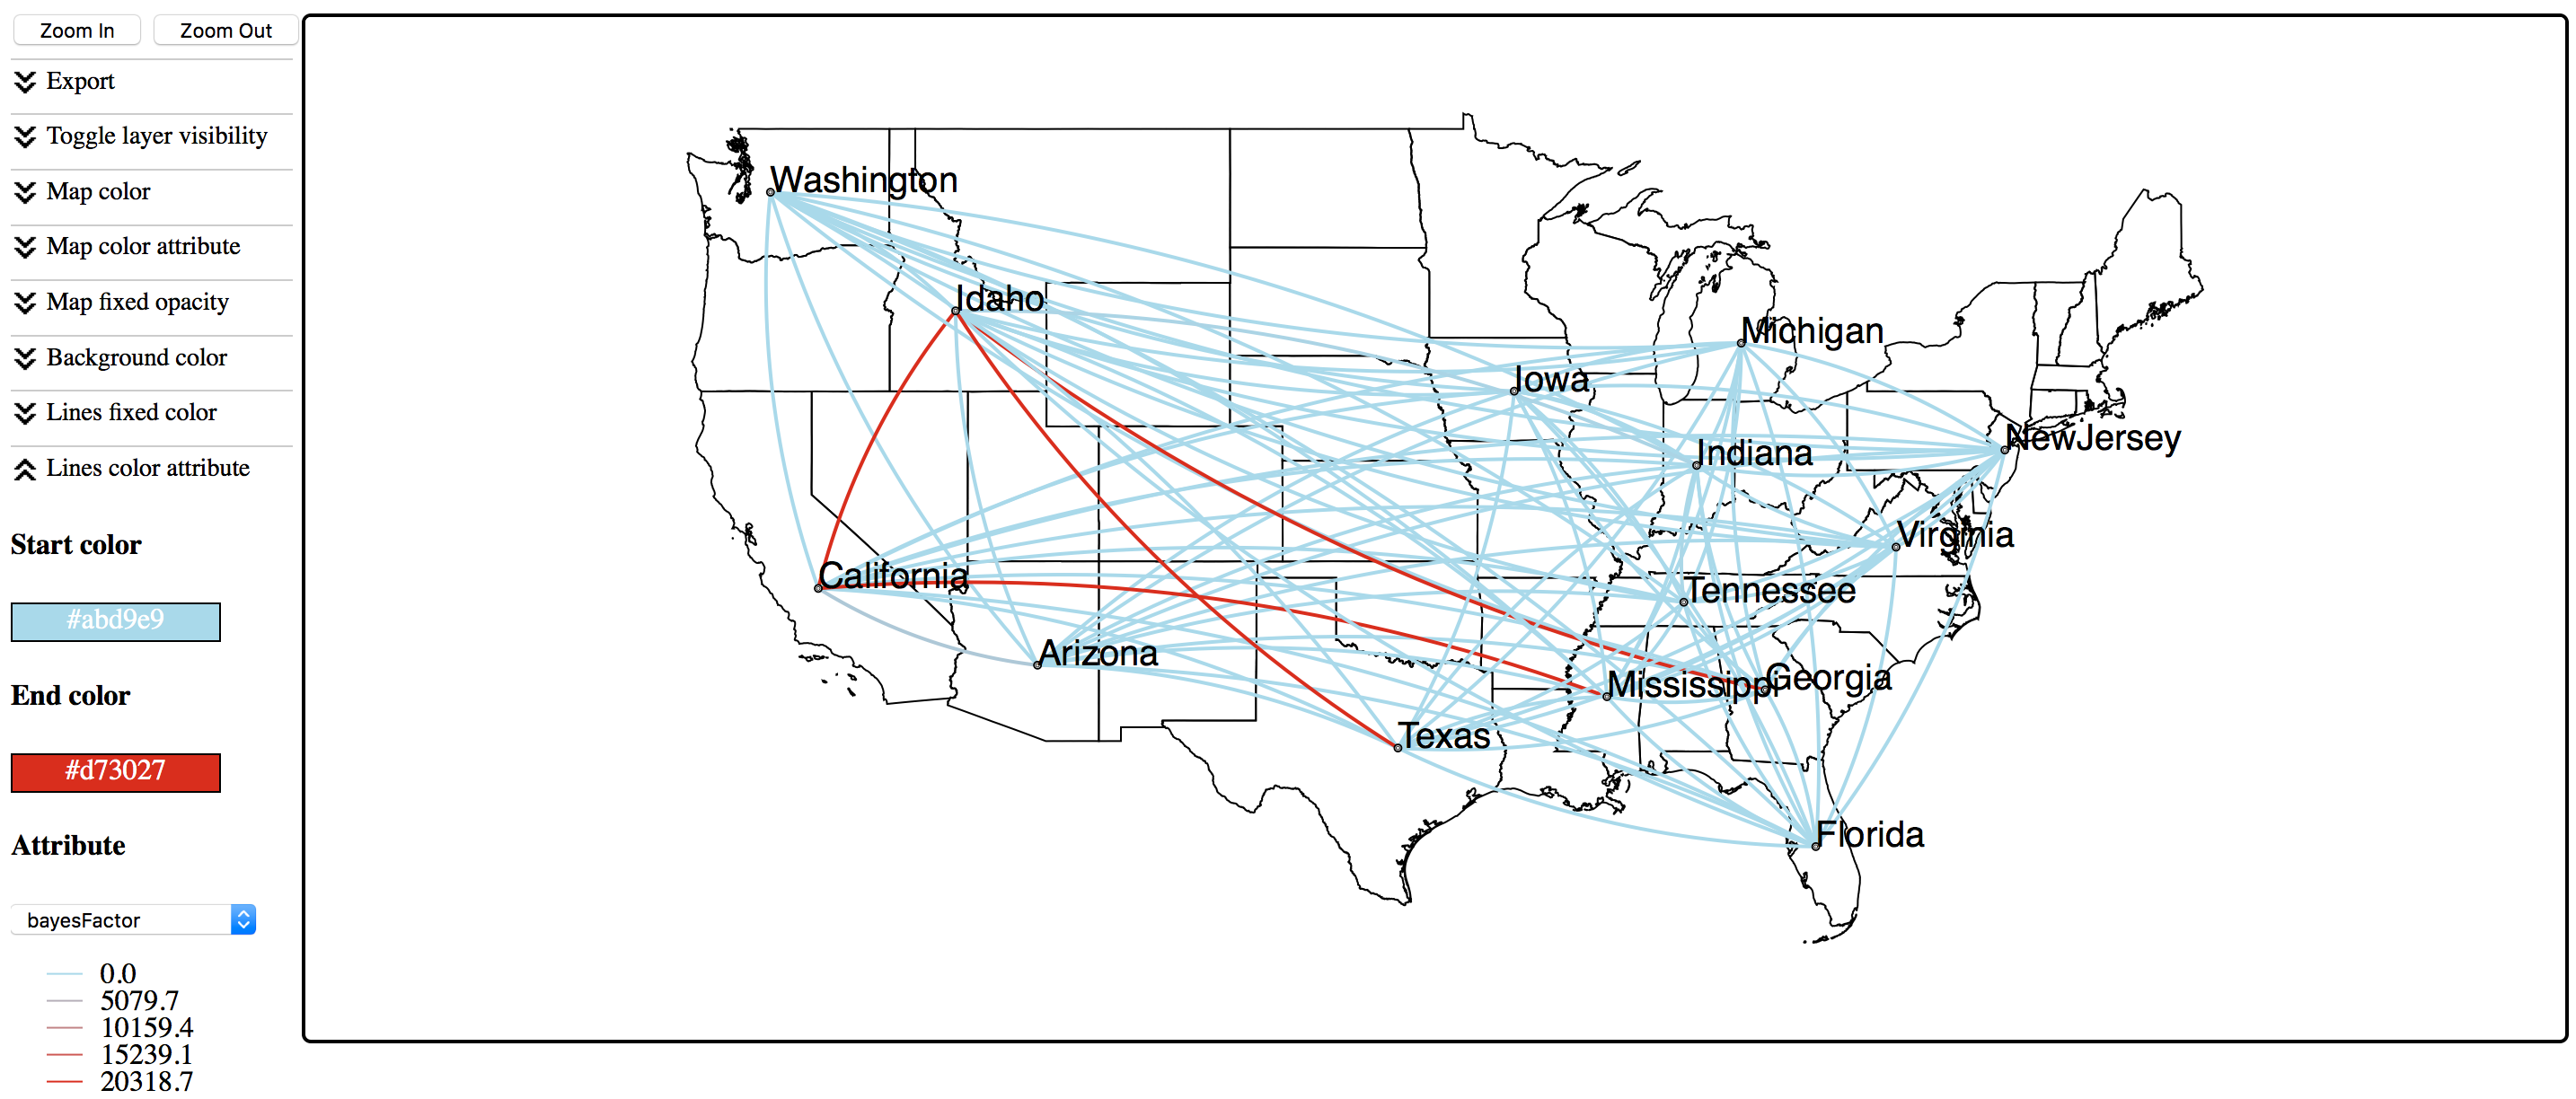 Zoom In
Zoom Out
Export
Toggle layer visibility
Map color
Map color attribute
Map fixed opacity
Background color
Lines fixed color
Lines color attribute
Start color
#abd9e9
End color
#d73027
Attribute
bayesFactor
0.0
5079.7
10159.4
15239.1
20318.7
Washington
Idaho
Michigan
Iowa
NewJersey
Indiana
Virginia
California
Tennessee
Arizona
Georgia
Mississippi
Texas
Florida